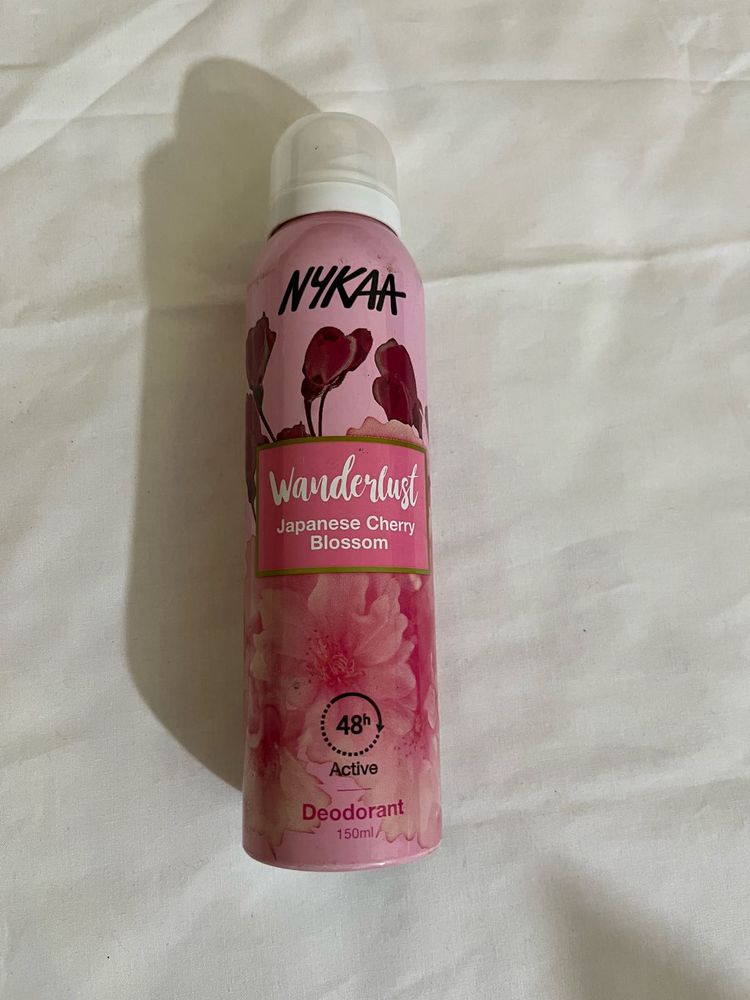 NYKAA
Wanderlust
Japanese Cherry
Blossom
48h
Active
Deodorant
150ml